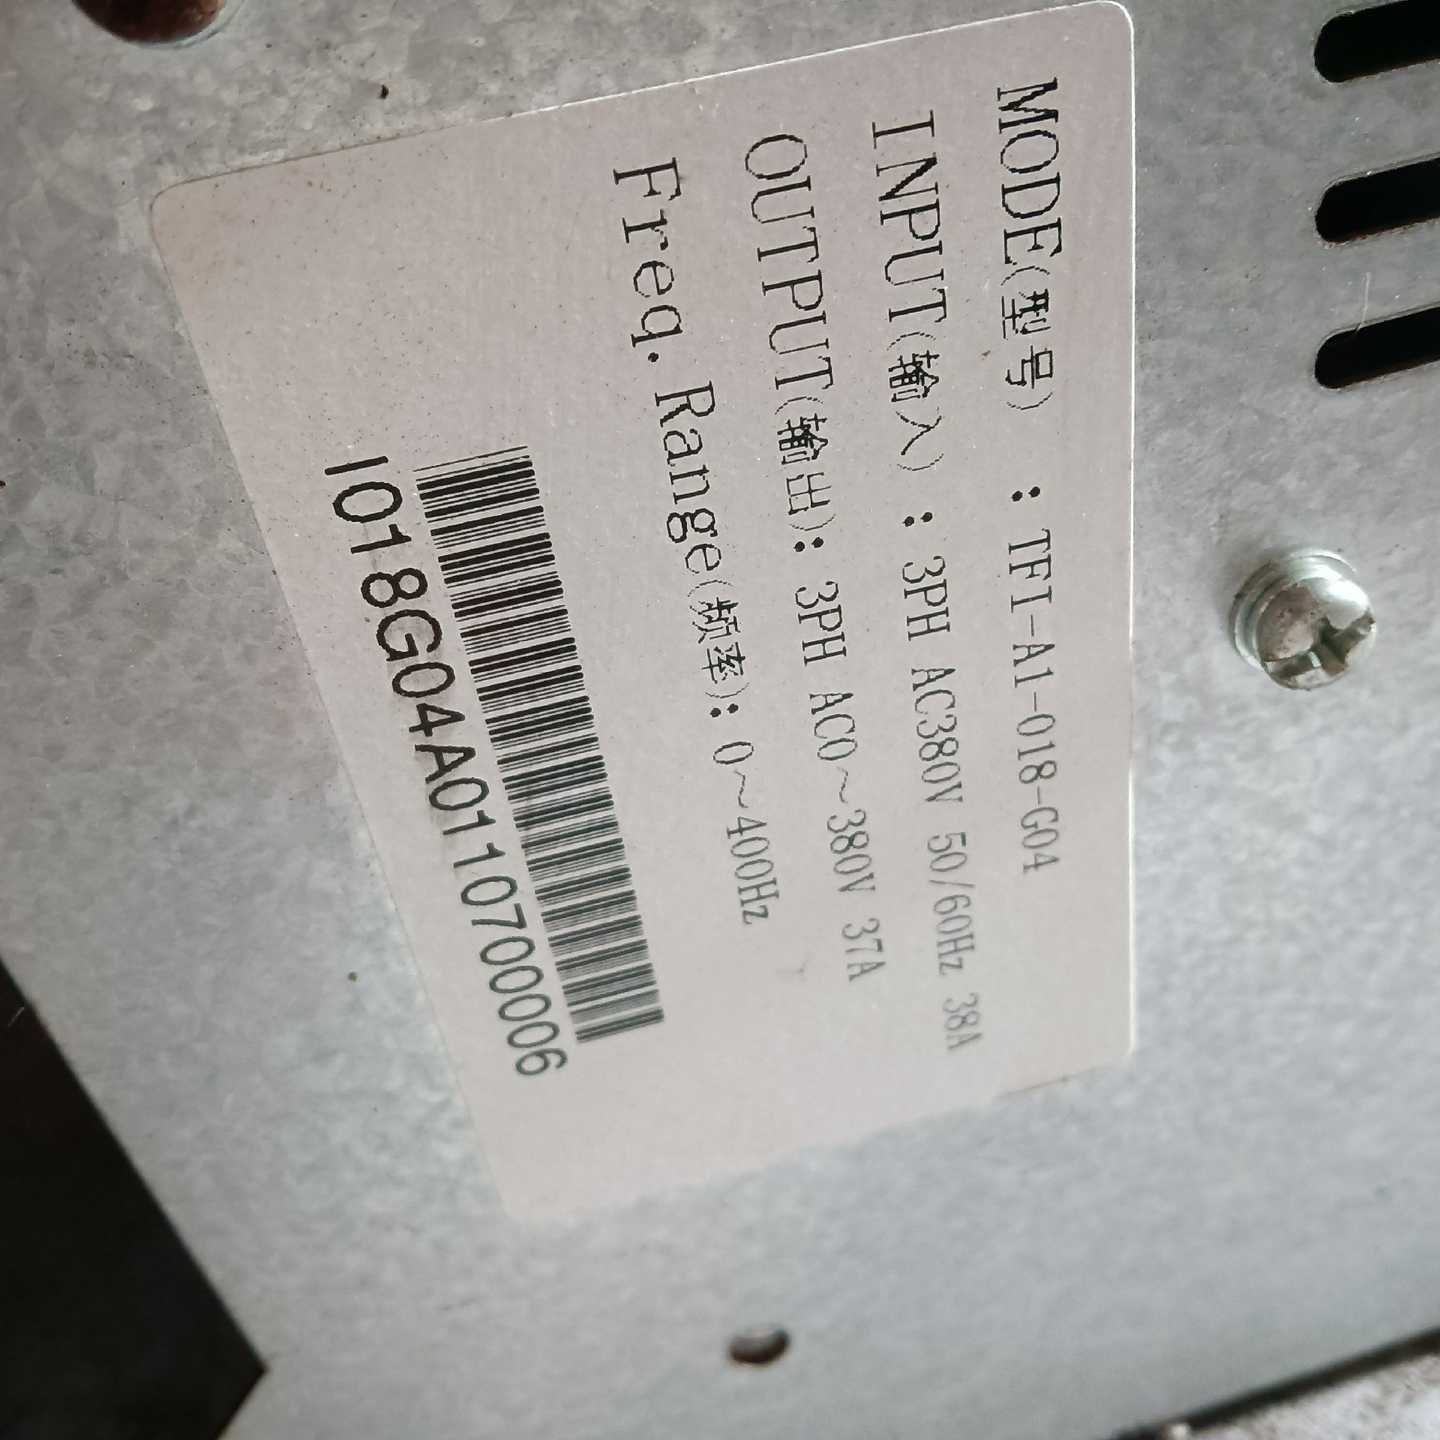 MODE(型号) : TFI-A1-018-G04
INPUT(输入) : 3PH AC380V 50/60Hz 38A
OUTPUT(输出): 3PH AC0～380V 37A
Freq. Range(频率): 0～400Hz
I018G04A0110700006